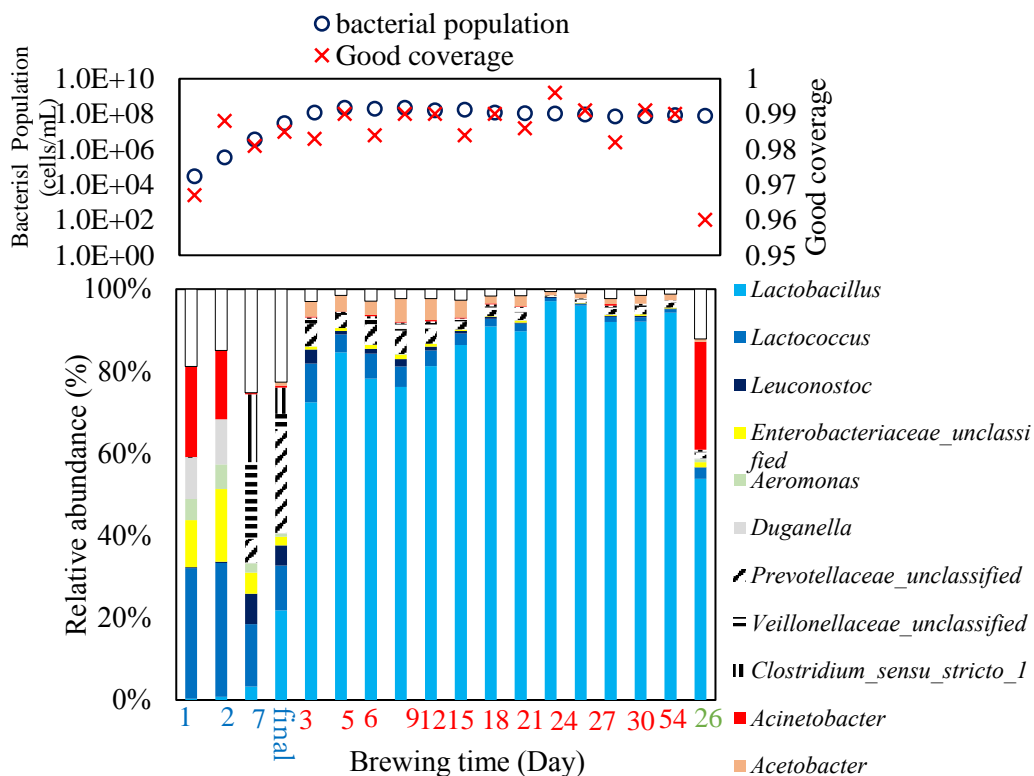 bacterial population
Good coverage
Bacterisl Population
(cells/mL)
1.0E+10
1.0E+08
1.0E+06
1.0E+04
1.0E+02
1.0E+00
1
0.99
0.98
0.97
0.96
0.95
Good coverage
Relative abundance (%)
100%
80%
60%
40%
20%
0%
1 2 7 final 3 5 6 9 12 15 18 21 24 27 30 54 26
Brewing time (Day)
Lactobacillus
Lactococcus
Leuconostoc
Enterobacteriaceae_unclassi
fied
Aeromonas
Duganella
Prevotellaceae_unclassified
Veillonellaceae_unclassified
Clostridium_sensu_stricto_1
Acinetobacter
Acetobacter